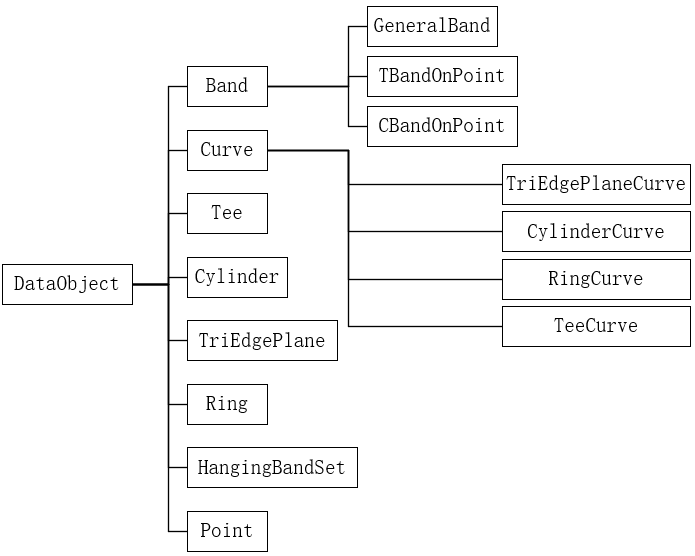 GeneralBand
TBandOnPoint
Band
CBandOnPoint
Curve
TriEdgePlaneCurve
Tee
CylinderCurve
DataObject
Cylinder
RingCurve
TeeCurve
TriEdgePlane
Ring
HangingBandSet
Point